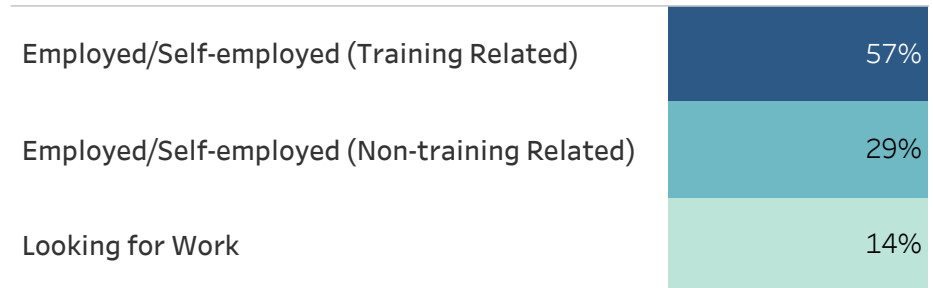 Employed/Self-employed (Training Related) 57%
Employed/Self-employed (Non-training Related) 29%
Looking for Work 14%